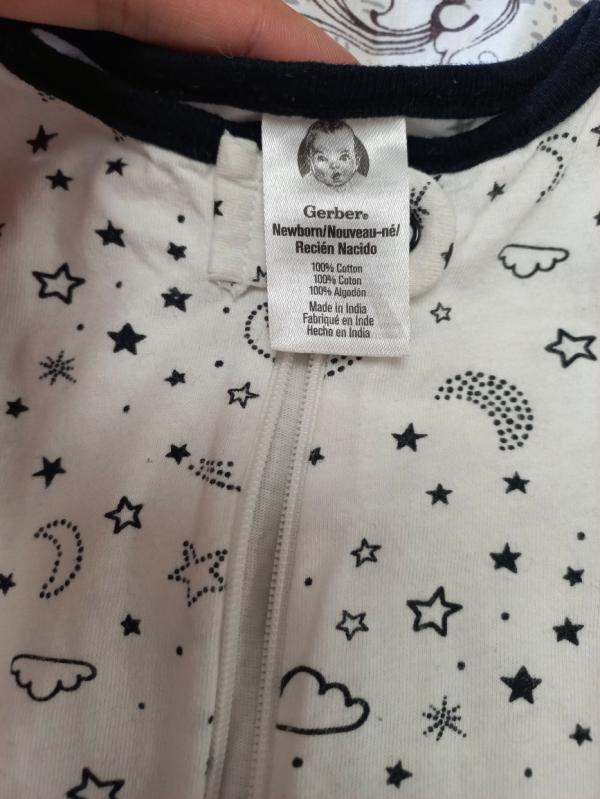 Gerber®
Newborn/Nouveau-né/
Recién Nacido
100% Cotton
100% Coton
100% Algodón
Made in India
Fabriqué en Inde
Hecho en India